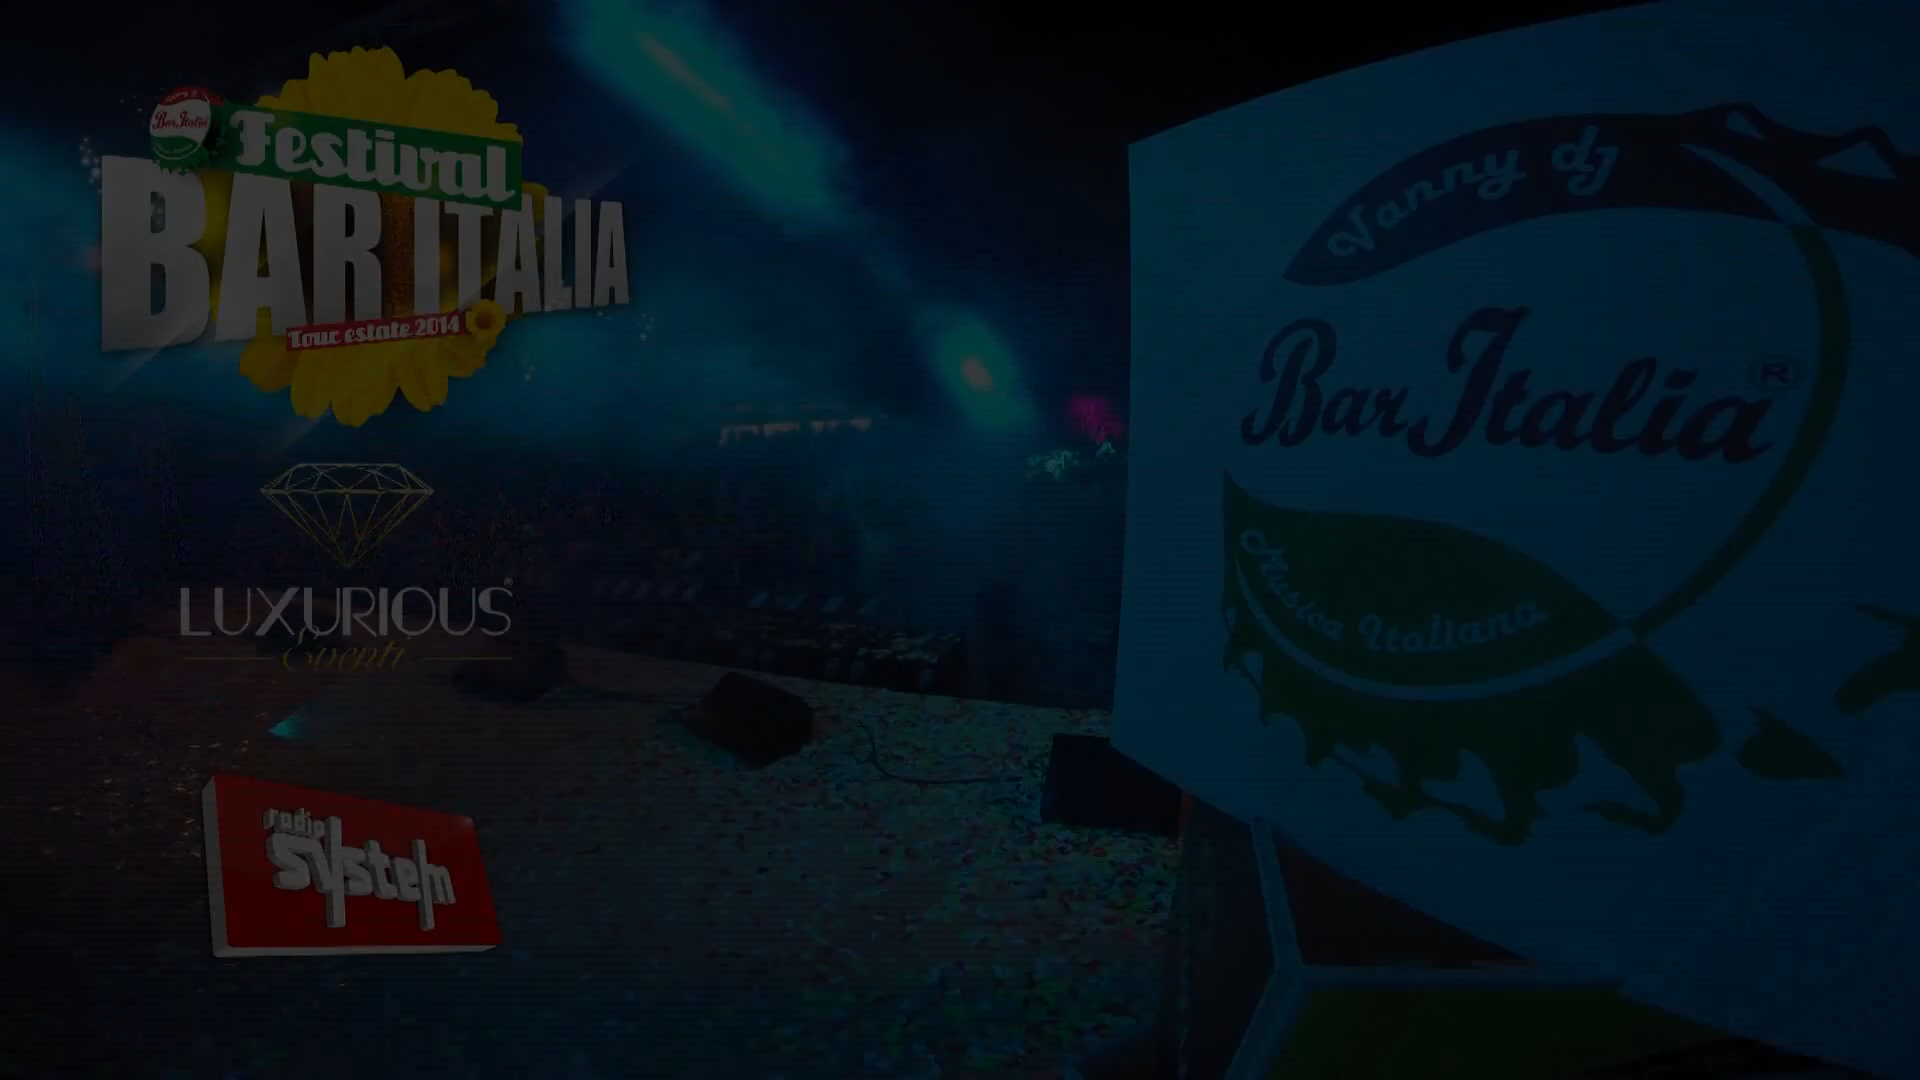 Bar Italia
Festival
BAR ITALIA
Tour estate 2014
LUXURIOUS®
Eventi
radio
system
Vanny dj
Bar Italia®
Musica Italiana